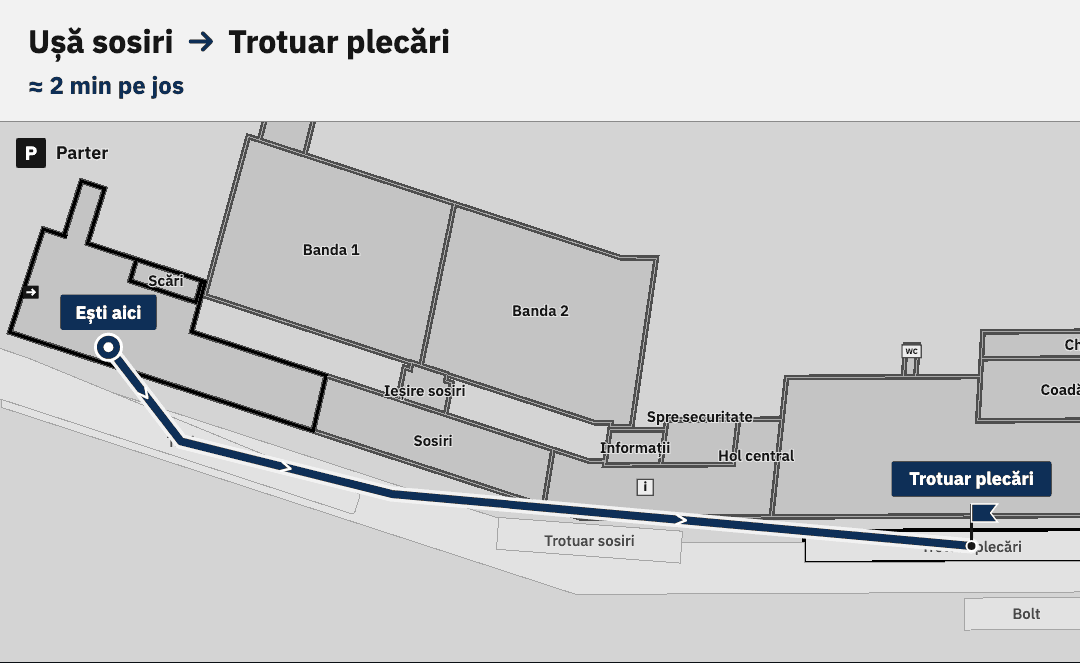 Ușă sosiri → Trotuar plecări
≈ 2 min pe jos
P Parter
Banda 1
Scări
Ești aici
Banda 2
wc
Ch
Ieșire sosiri
Coadă
Spre securitate
Sosiri
Informații
Hol central
Trotuar plecări
i
Trotuar sosiri
plecări
Bolt